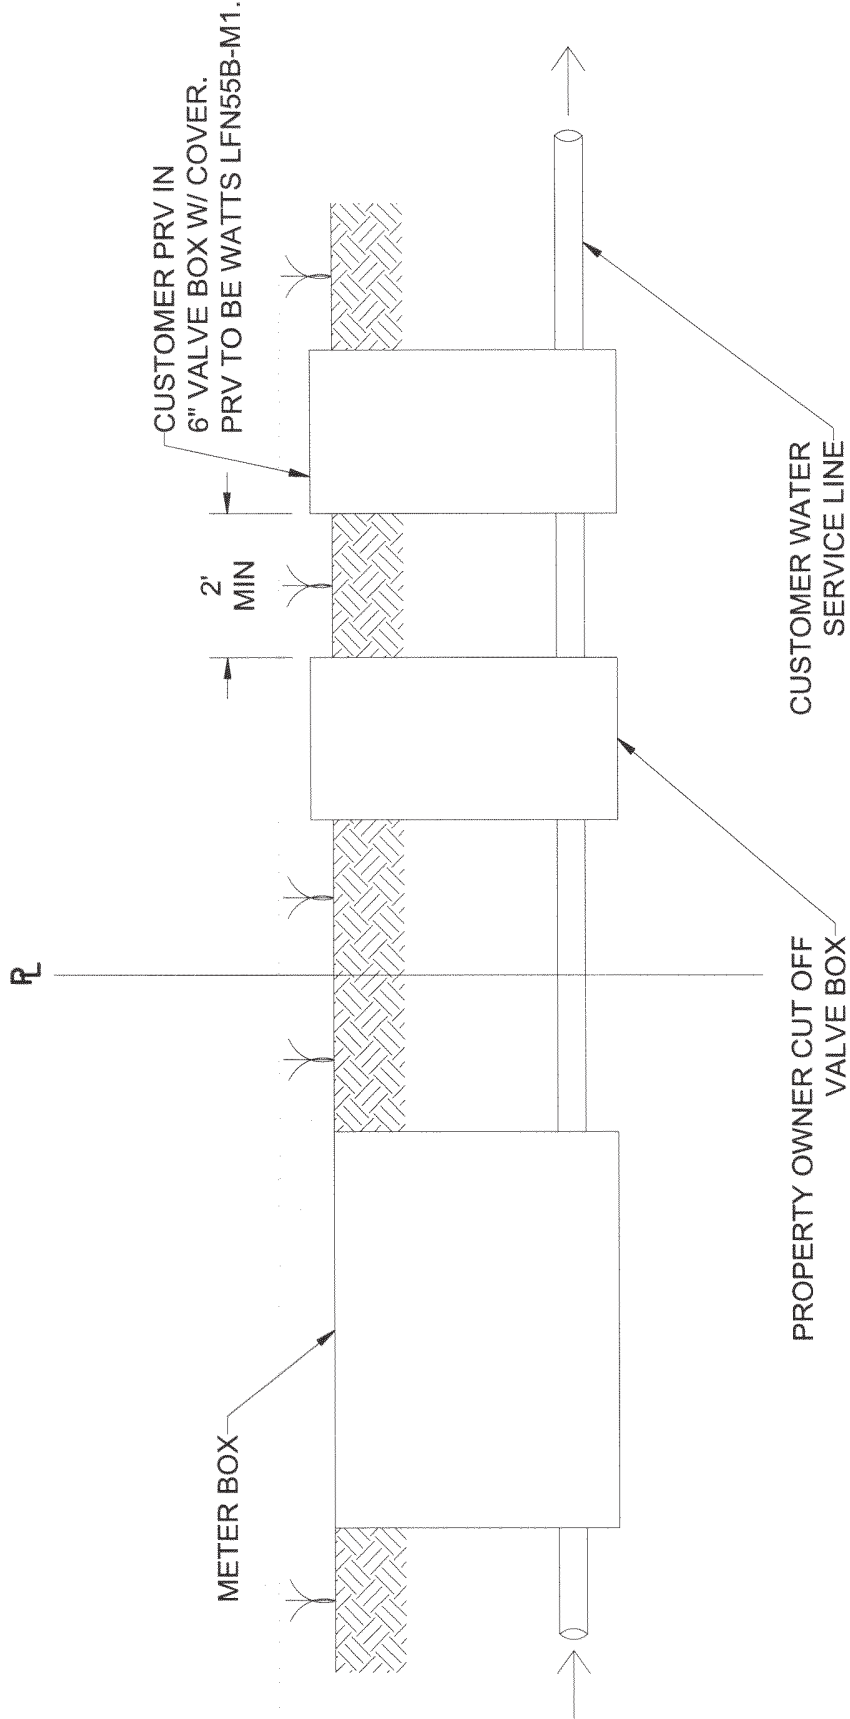 CUSTOMER PRV IN
6" VALVE BOX W/ COVER.
PRV TO BE WATTS LFN55B-M1.
2'
MIN
PL
METER BOX
PROPERTY OWNER CUT OFF
VALVE BOX
CUSTOMER WATER
SERVICE LINE